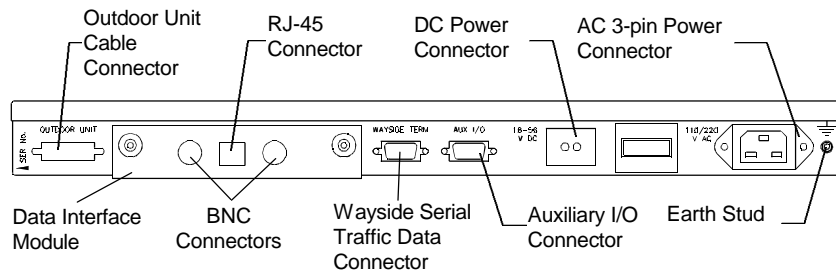 Outdoor Unit
Cable
Connector
RJ-45
Connector
DC Power
Connector
AC 3-pin Power
Connector
SER No.
OUTDOOR UNIT
WAYSIDE TERM
AUX I/O
18-56
V DC
110/220
V AC
Data Interface
Module
BNC
Connectors
Wayside Serial
Traffic Data
Connector
Auxiliary I/O
Connector
Earth Stud